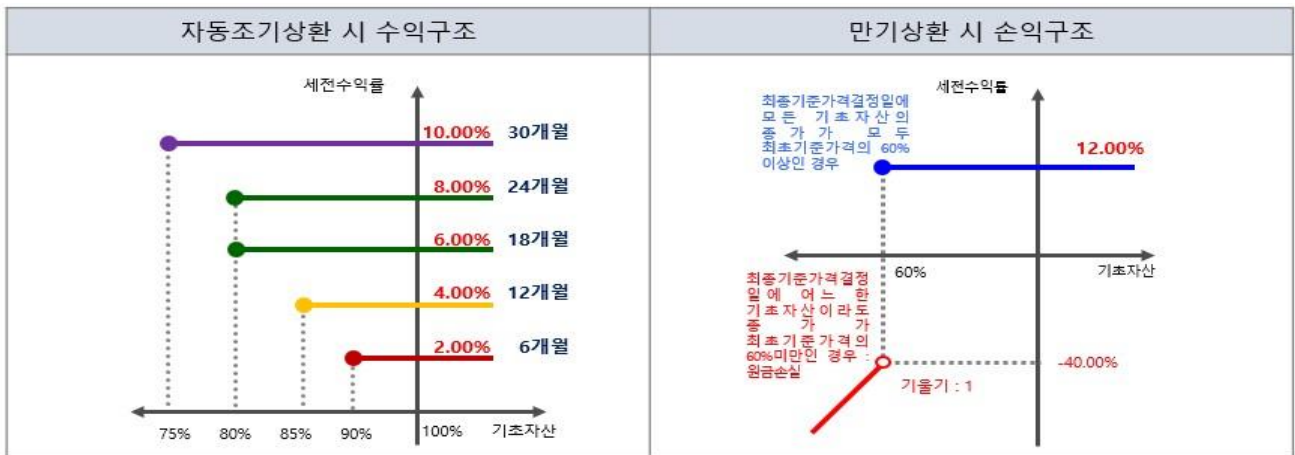 자동조기상환 시 수익구조
만기상환 시 손익구조
세전수익률
10.00% 30개월
8.00% 24개월
6.00% 18개월
4.00% 12개월
2.00% 6개월
75% 80% 85% 90% 100% 기초자산
세전수익률
최종기준가격결정일에
모든 기초자산의
종가가 모두
최초기준가격의 60%
이상인 경우
12.00%
60%
기초자산
최종기준가격결정
일에 어느 한
기초자산이라도
종가가
최초기준가격의
60%미만인 경우 :
원금손실
-40.00%
기울기 : 1